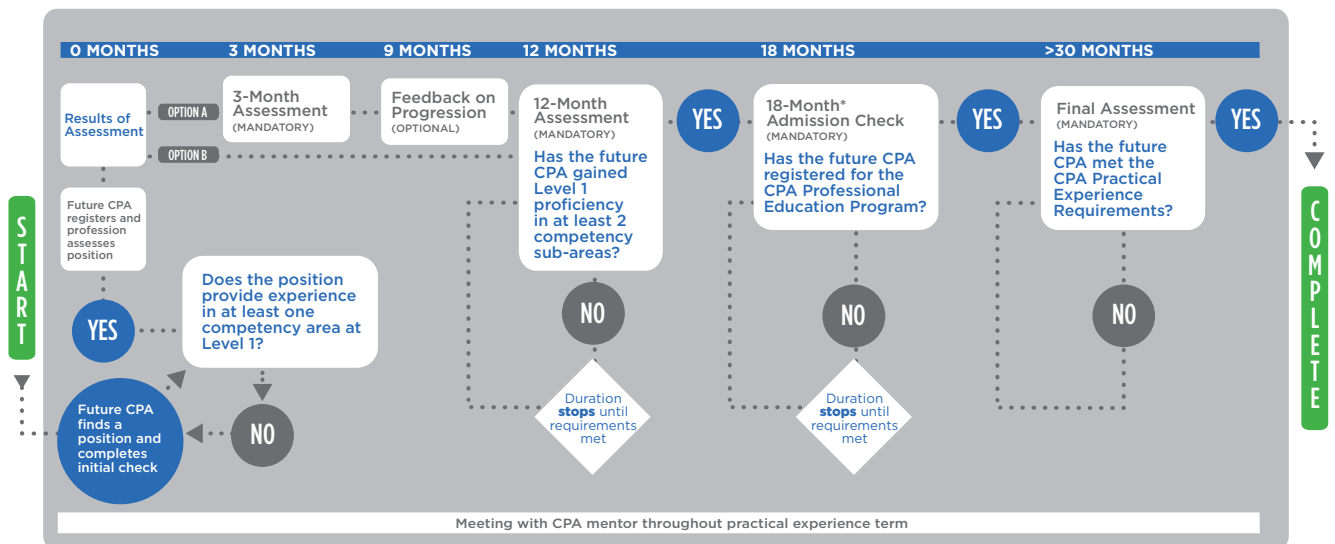 0 MONTHS
3 MONTHS
9 MONTHS
12 MONTHS
18 MONTHS
>30 MONTHS
START
Future CPA
finds a
position and
completes
initial check
Does the position
provide experience
in at least one
competency area at
Level 1?
NO
YES
Future CPA
registers and
profession
assesses
position
Results of
Assessment
OPTION A
OPTION B
3-Month
Assessment
(MANDATORY)
Feedback on
Progression
(OPTIONAL)
12-Month
Assessment
(MANDATORY)
Has the future
CPA gained
Level 1
proficiency
in at least 2
competency
sub-areas?
NO
Duration
stops until
requirements
met
YES
18-Month*
Admission Check
(MANDATORY)
Has the future CPA
registered for the
CPA Professional
Education Program?
NO
Duration
stops until
requirements
met
YES
Final Assessment
(MANDATORY)
Has the future
CPA met the
CPA Practical
Experience
Requirements?
NO
YES
COMPLETE
Meeting with CPA mentor throughout practical experience term